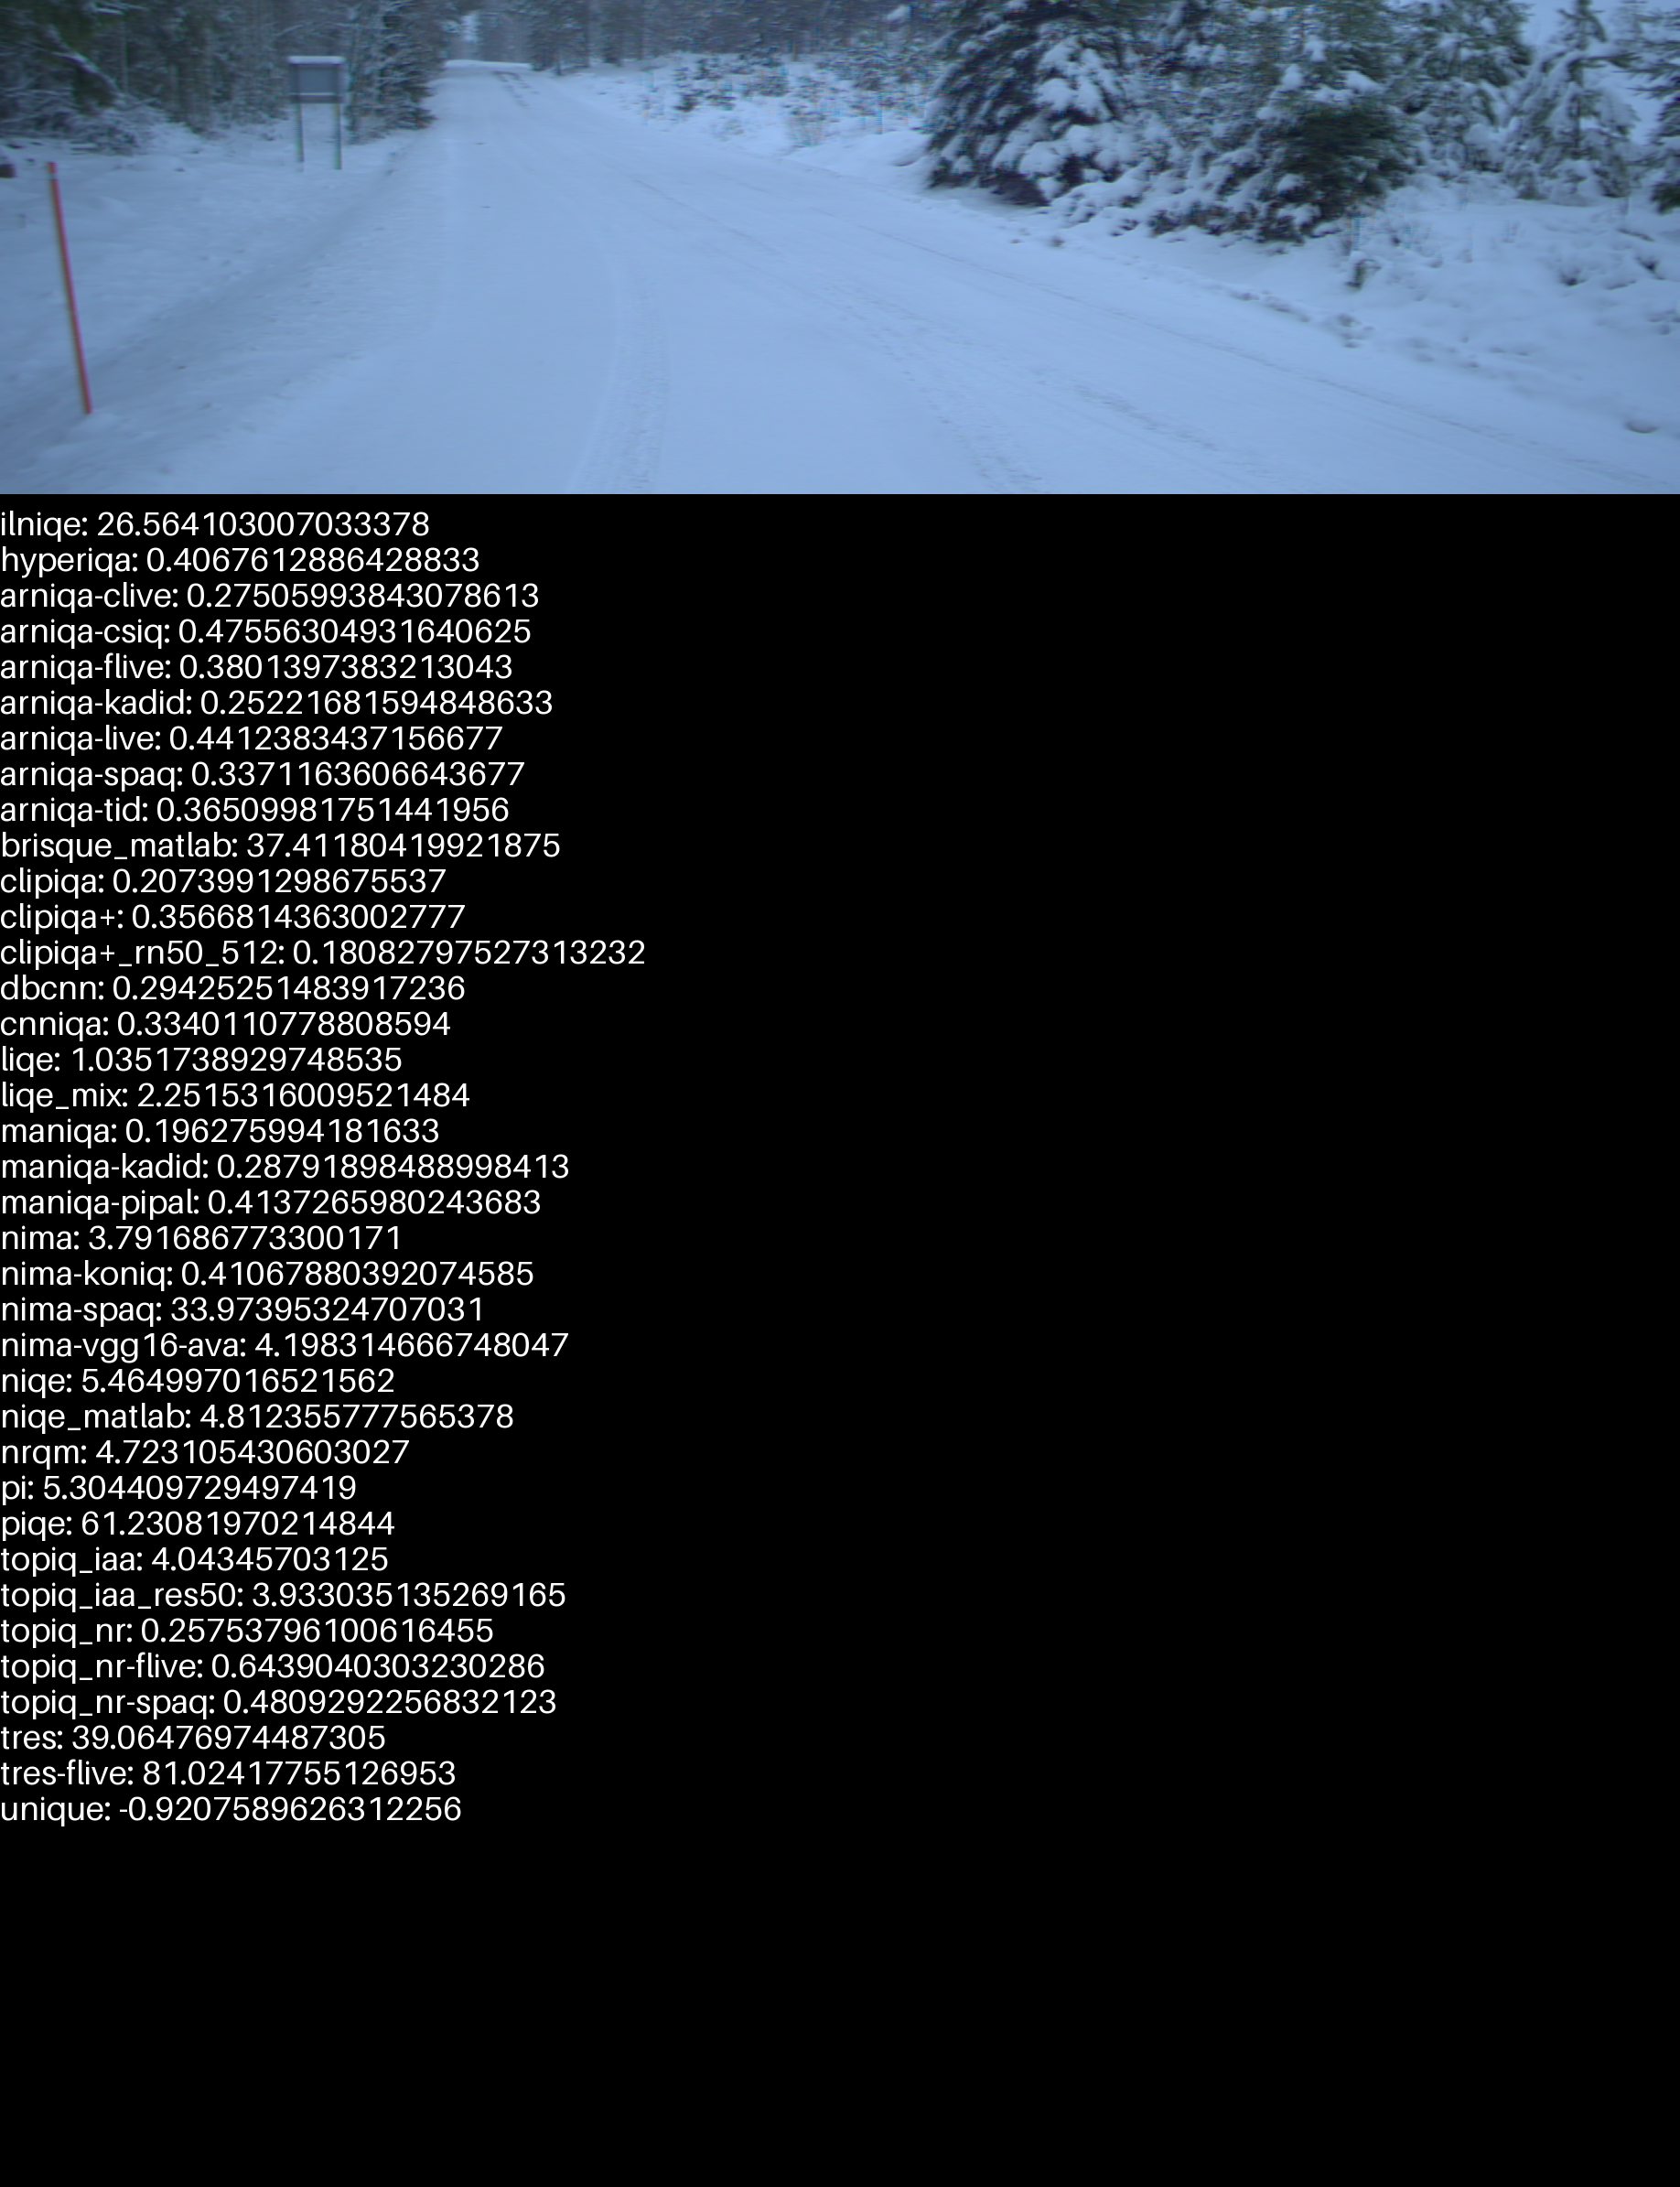 ilniqe: 26.564103007033378
hyperiqa: 0.4067612886428833
arniqa-clive: 0.27505993843078613
arniqa-csiq: 0.47556304931640625
arniqa-flive: 0.3801397383213043
arniqa-kadid: 0.25221681594848633
arniqa-live: 0.4412383437156677
arniqa-spaq: 0.3371163606643677
arniqa-tid: 0.36509981751441956
brisque_matlab: 37.41180419921875
clipiqa: 0.2073991298675537
clipiqa+: 0.3566814363002777
clipiqa+_rn50_512: 0.18082797527313232
dbcnn: 0.29425251483917236
cnniqa: 0.3340110778808594
liqe: 1.0351738929748535
liqe_mix: 2.2515316009521484
maniqa: 0.196275994181633
maniqa-kadid: 0.28791898488998413
maniqa-pipal: 0.4137265980243683
nima: 3.791686773300171
nima-koniq: 0.41067880392074585
nima-spaq: 33.97395324707031
nima-vgg16-ava: 4.198314666748047
niqe: 5.464997016521562
niqe_matlab: 4.812355777565378
nrqm: 4.723105430603027
pi: 5.304409729497419
piqe: 61.23081970214844
topiq_iaa: 4.04345703125
topiq_iaa_res50: 3.933035135269165
topiq_nr: 0.25753796100616455
topiq_nr-flive: 0.6439040303230286
topiq_nr-spaq: 0.4809292256832123
tres: 39.06476974487305
tres-flive: 81.02417755126953
unique: -0.9207589626312256